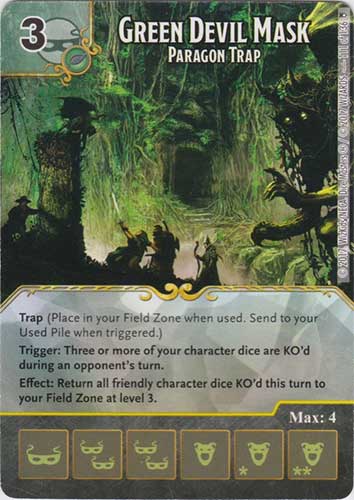 3
GREEN DEVIL MASK
PARAGON TRAP
Trap (Place in your Field Zone when used. Send to your
Used Pile when triggered.)
Trigger: Three or more of your character dice are KO'd
during an opponent's turn.
Effect: Return all friendly character dice KO'd this turn to
your Field Zone at level 3.
Max: 4
*
**